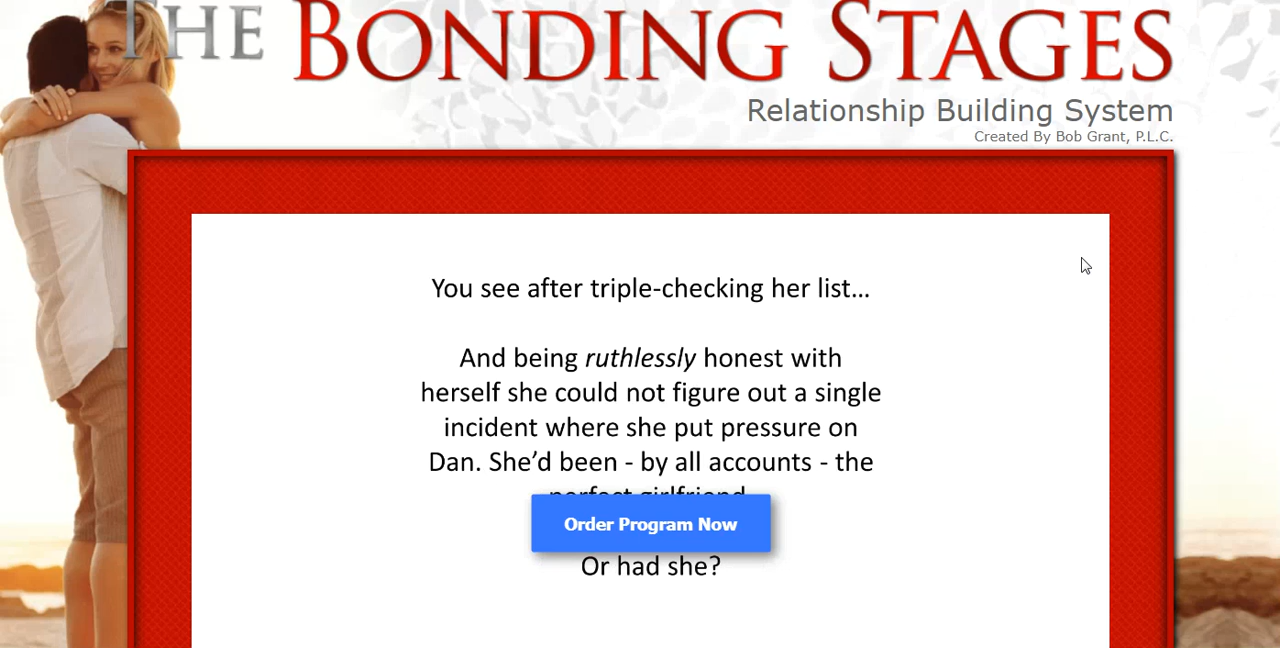 THE BONDING STAGES
Relationship Building System
Created By Bob Grant, P.L.C.
You see after triple-checking her list…
And being ruthlessly honest with
herself she could not figure out a single
incident where she put pressure on
Dan. She’d been - by all accounts - the
perfect girlfriend
Order Program Now
Or had she?